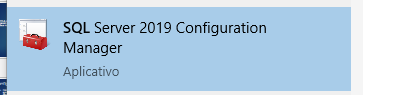 SQL Server 2019 Configuration
Manager
Aplicativo